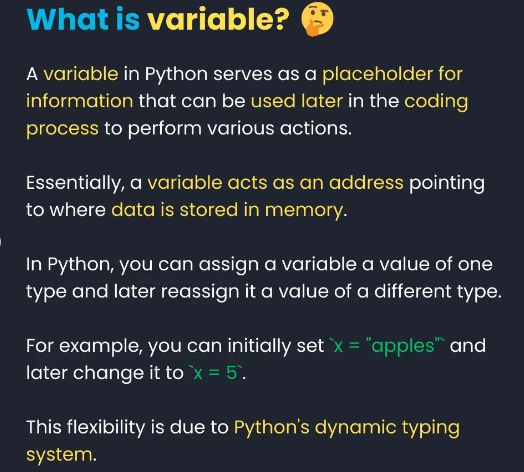 What is variable? 🤔
A variable in Python serves as a placeholder for
information that can be used later in the coding
process to perform various actions.
Essentially, a variable acts as an address pointing
to where data is stored in memory.
In Python, you can assign a variable a value of one
type and later reassign it a value of a different type.
For example, you can initially set `x = "apples"` and
later change it to `x = 5`.
This flexibility is due to Python's dynamic typing
system.